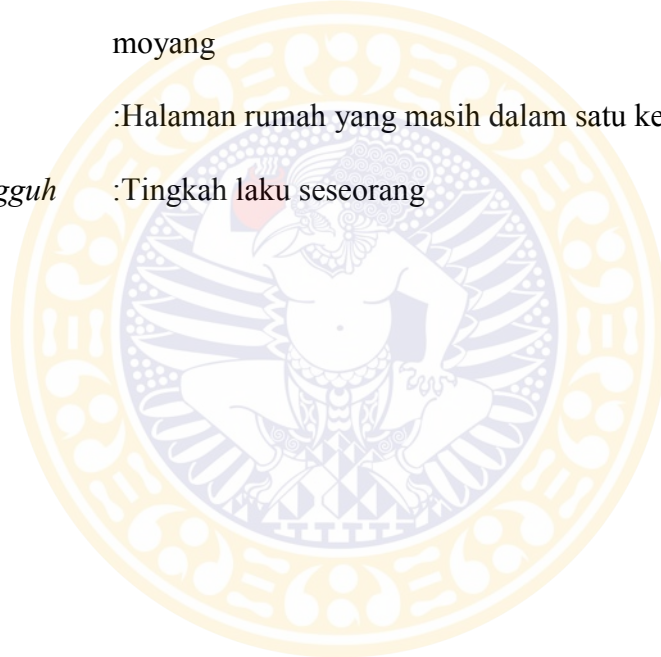 moyang
:Halaman rumah yang masih dalam satu ke
gguh :Tingkah laku seseorang